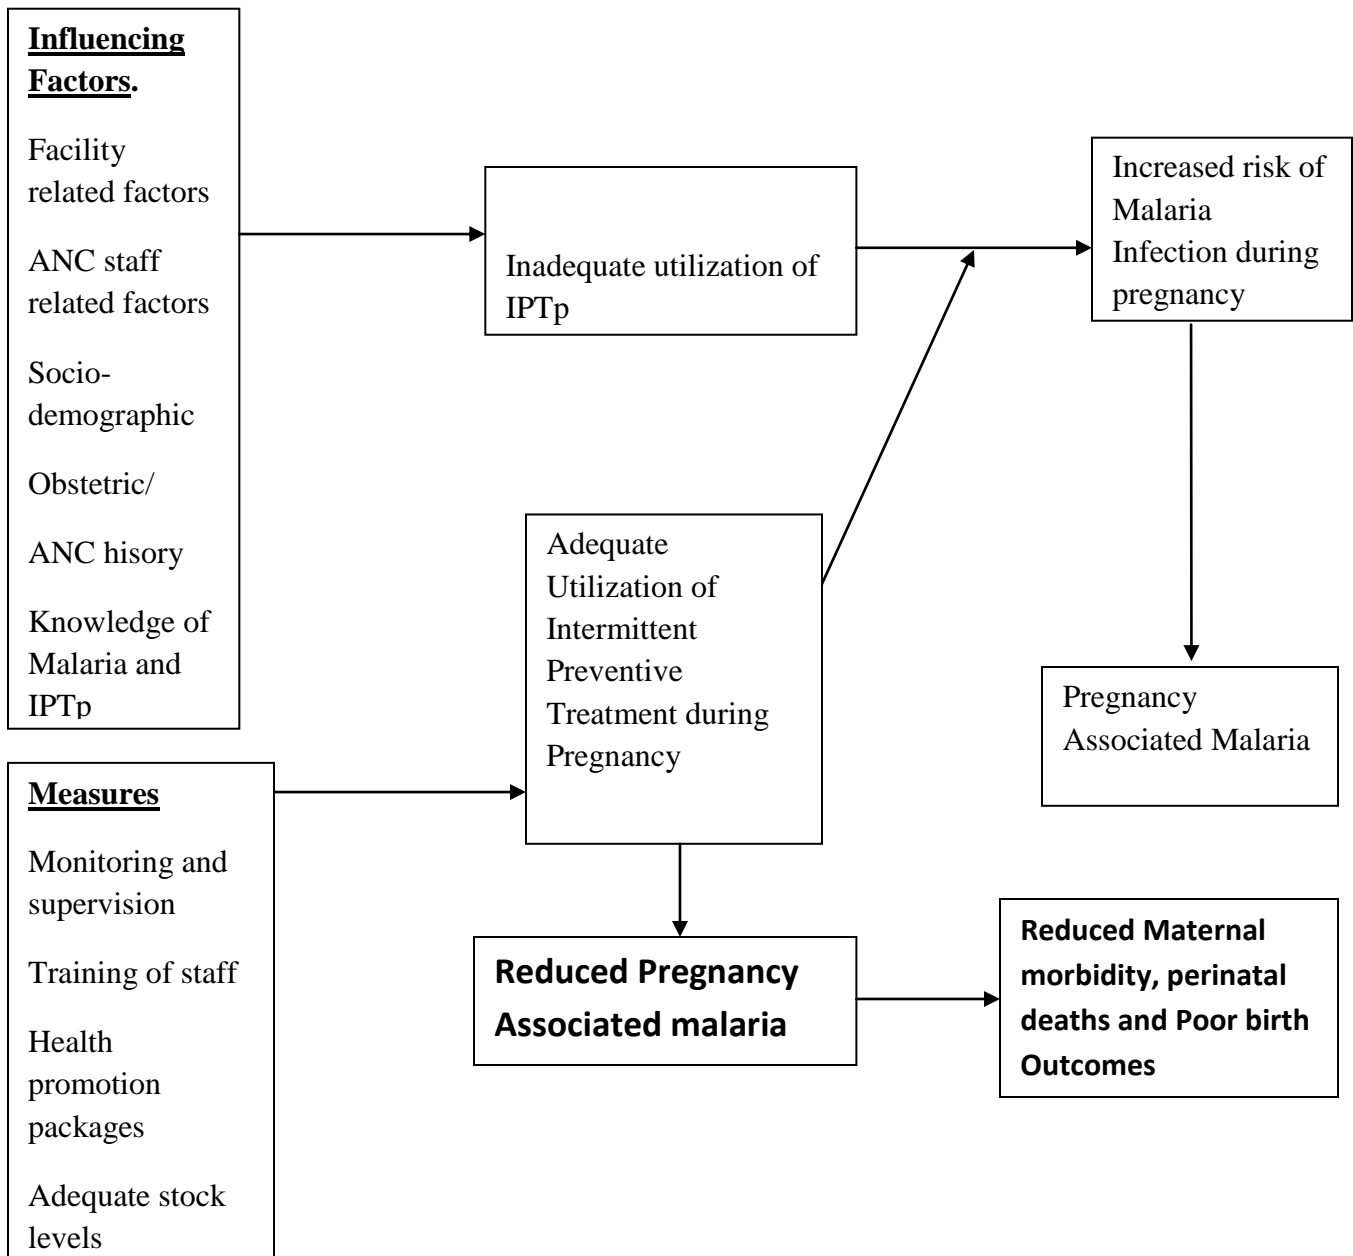 Influencing
Factors.
Facility
related factors
ANC staff
related factors
Socio-
demographic
Obstetric/
ANC hisory
Knowledge of
Malaria and
IPTp
Inadequate utilization of
IPTp
Increased risk of
Malaria
Infection during
pregnancy
Adequate
Utilization of
Intermittent
Preventive
Treatment during
Pregnancy
Pregnancy
Associated Malaria
Measures
Monitoring and
supervision
Training of staff
Health
promotion
packages
Adequate stock
levels
Reduced Pregnancy
Associated malaria
Reduced Maternal
morbidity, perinatal
deaths and Poor birth
Outcomes